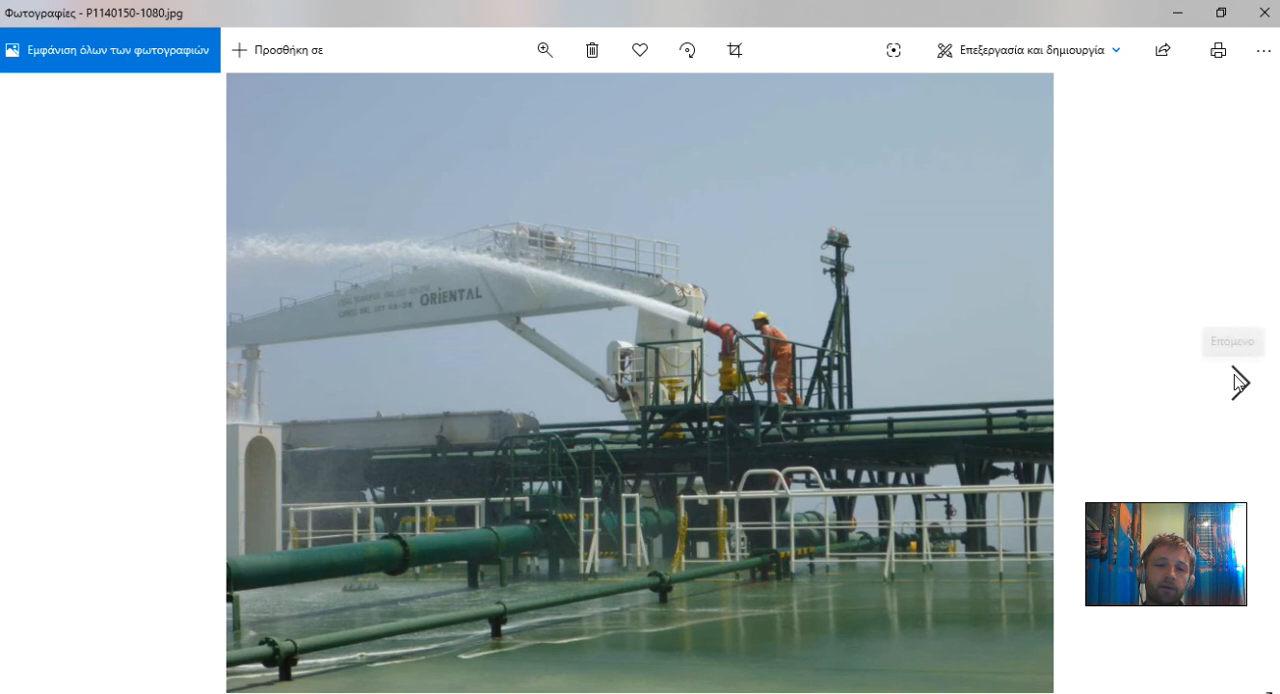 Φωτογραφίες - P1140150-1080.jpg
Εμφάνιση όλων των φωτογραφιών
Προσθήκη σε
Επεξεργασία και δημιουργία
ORIENTAL
Επόμενο